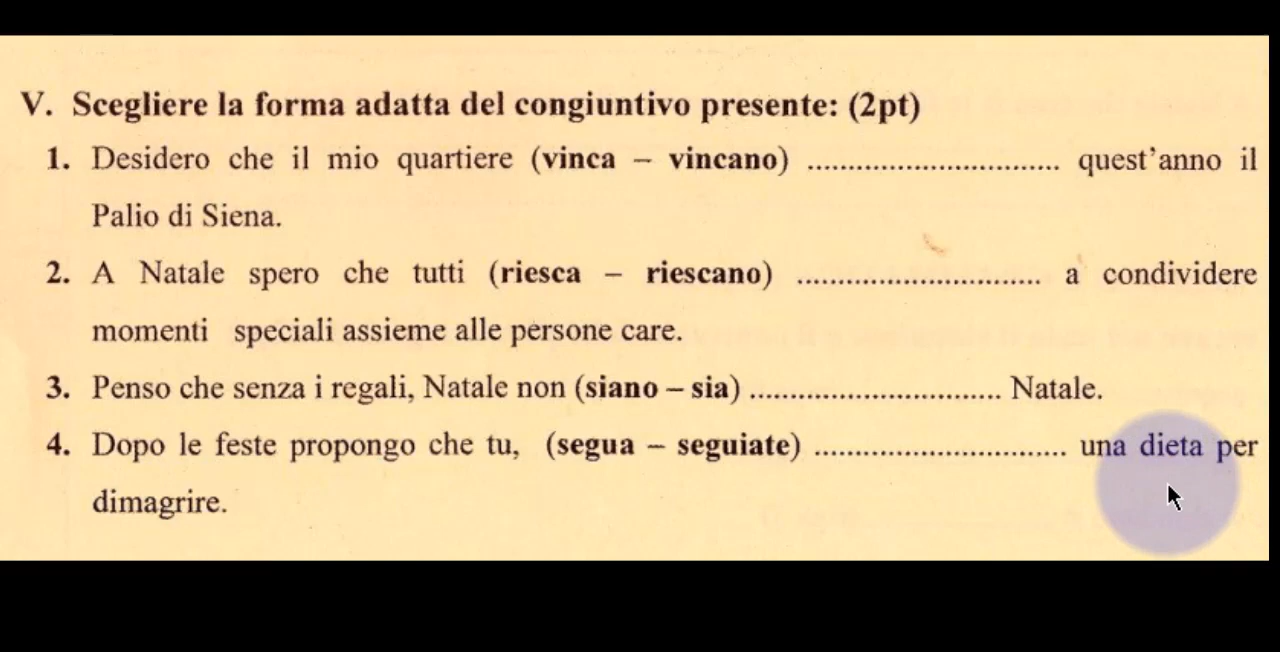 V. Scegliere la forma adatta del congiuntivo presente: (2pt)
1. Desidero che il mio quartiere (vinca – vincano) ............................... quest’anno il
Palio di Siena.
2. A Natale spero che tutti (riesca – riescano) .............................. a condividere
momenti speciali assieme alle persone care.
3. Penso che senza i regali, Natale non (siano – sia) ............................... Natale.
4. Dopo le feste propongo che tu, (segua – seguiate) ............................... una dieta per
dimagrire.